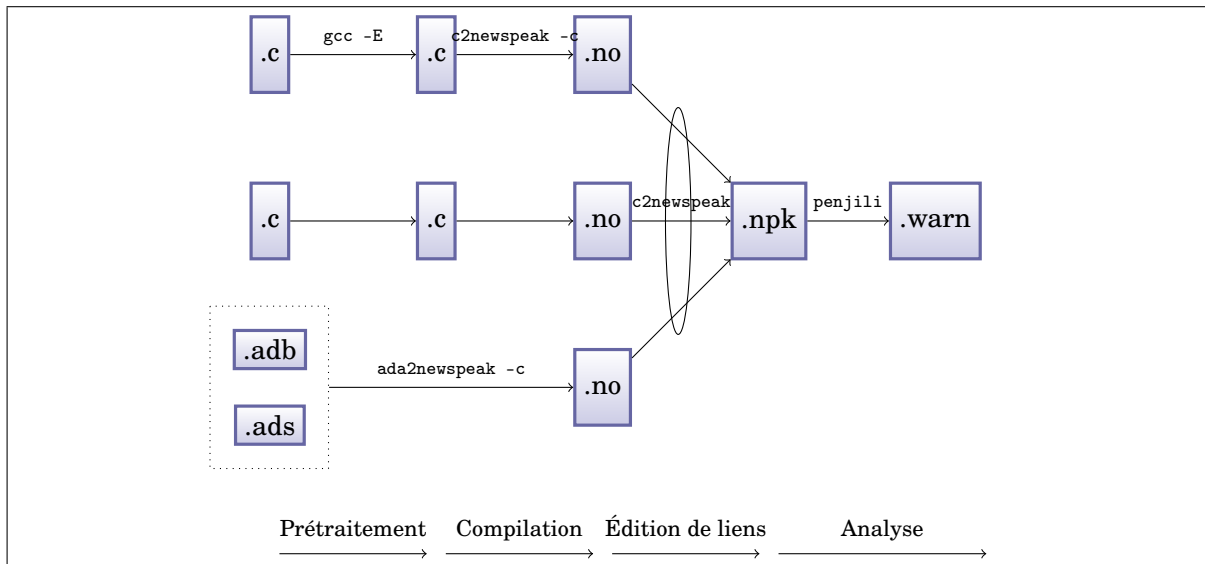 gcc -E
c2newspeak -c
.c
.c
.no
c2newspeak
penjili
.c
.c
.no
.npk
.warn
.adb
ada2newspeak -c
.no
.ads
Prétraitement
Compilation
Édition de liens
Analyse